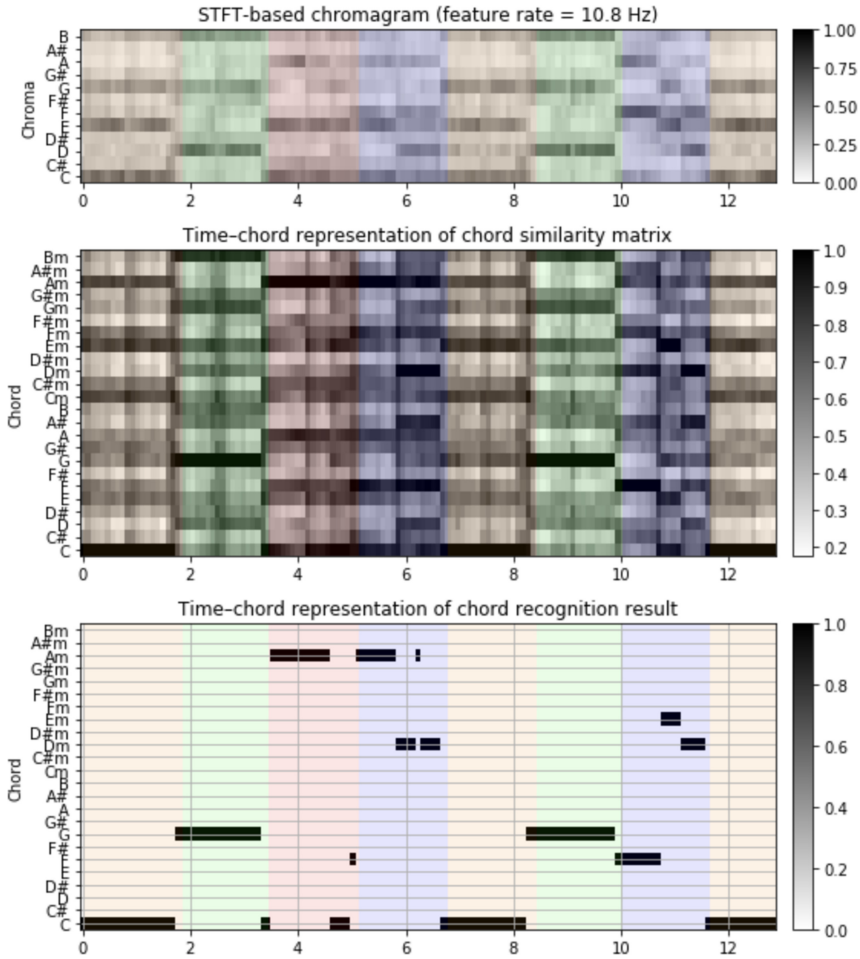 STFT-based chromagram (feature rate = 10.8 Hz)
Chroma
B
A#
A
G#
G
F#
F
E
D#
D
C#
C
0 2 4 6 8 10 12
1.00
0.75
0.50
0.25
0.00
Time–chord representation of chord similarity matrix
Chord
Bm
A#m
Am
G#m
Gm
F#m
Fm
Em
D#m
Dm
C#m
Cm
B
A#
A
G#
G
F#
F
E
D#
D
C#
C
0 2 4 6 8 10 12
1.0
0.9
0.8
0.7
0.6
0.5
0.4
0.3
0.2
Time–chord representation of chord recognition result
Chord
Bm
A#m
Am
G#m
Gm
F#m
Fm
Em
D#m
Dm
C#m
Cm
B
A#
A
G#
G
F#
F
E
D#
D
C#
C
0 2 4 6 8 10 12
1.0
0.8
0.6
0.4
0.2
0.0